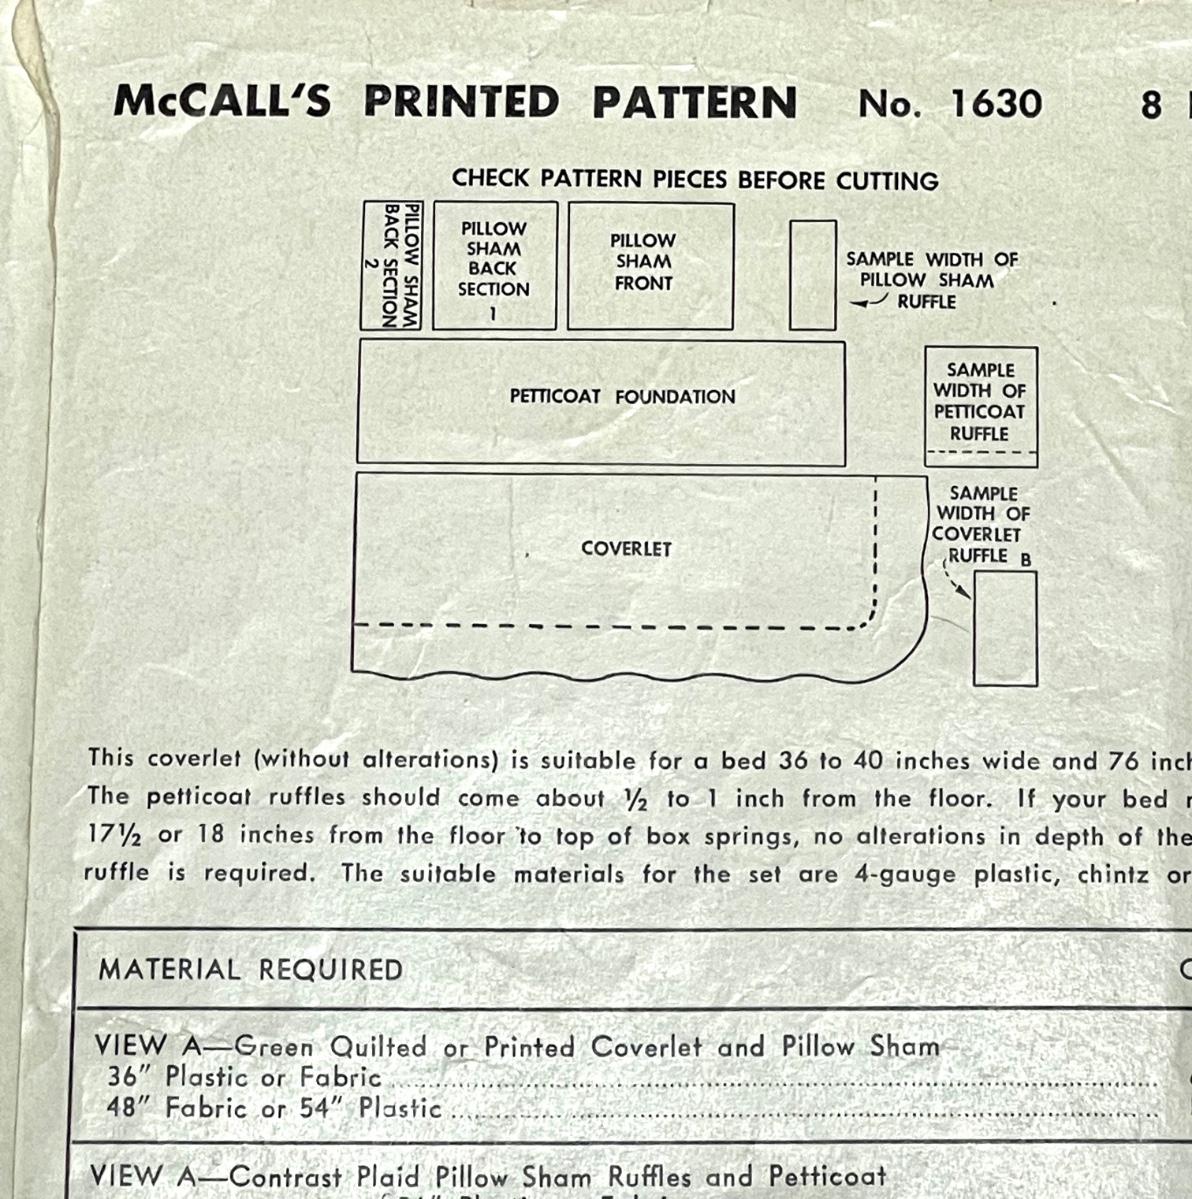 McCALL'S PRINTED PATTERN No. 1630 8
CHECK PATTERN PIECES BEFORE CUTTING
PILLOW SHAM
BACK SECTION
2
PILLOW
SHAM
BACK
SECTION
1
PILLOW
SHAM
FRONT
SAMPLE WIDTH OF
PILLOW SHAM
RUFFLE
PETTICOAT FOUNDATION
SAMPLE
WIDTH OF
PETTICOAT
RUFFLE
COVERLET
SAMPLE
WIDTH OF
COVERLET
RUFFLE B
This coverlet (without alterations) is suitable for a bed 36 to 40 inches wide and 76
The petticoat ruffles should come about ½ to 1 inch from the floor. If your bed
17½ or 18 inches from the floor to top of box springs, no alterations in depth of the
ruffle is required. The suitable materials for the set are 4-gauge plastic, chintz or
MATERIAL REQUIRED
VIEW A—Green Quilted or Printed Coverlet and Pillow Sham
36" Plastic or Fabric
48" Fabric or 54" Plastic
VIEW A—Contrast Plaid Pillow Sham Ruffles and Petticoat